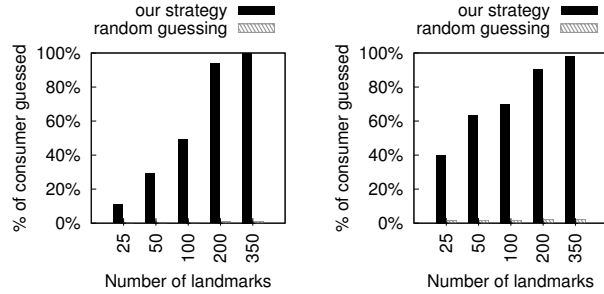 our strategy
random guessing
% of consumer guessed
100%
80%
60%
40%
20%
0%
25
50
100
200
350
Number of landmarks
our strategy
random guessing
% of consumer guessed
100%
80%
60%
40%
20%
0%
25
50
100
200
350
Number of landmarks